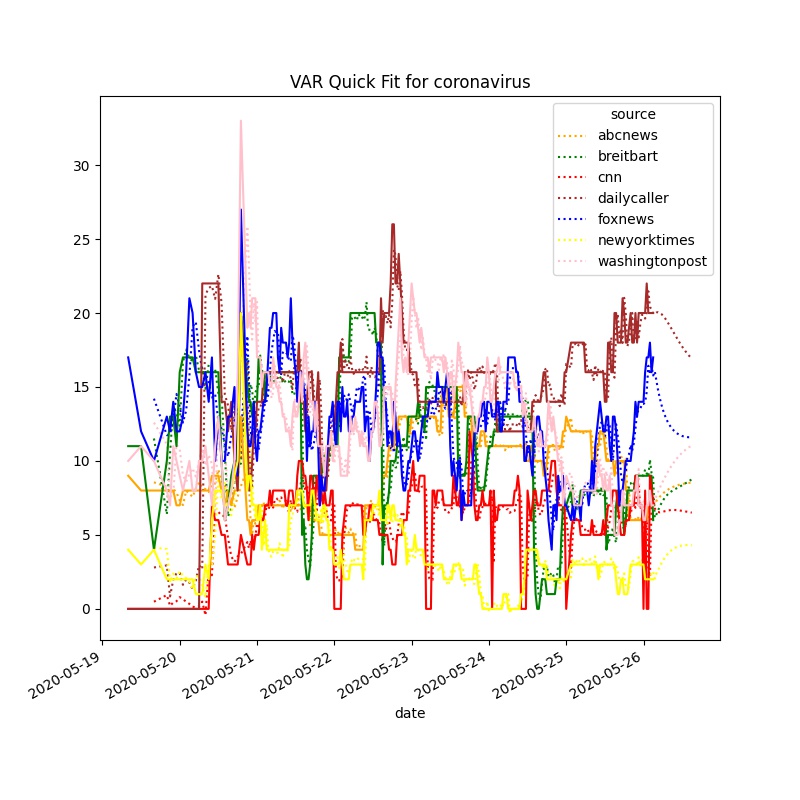 VAR Quick Fit for coronavirus
source
abcnews
breitbart
cnn
dailycaller
foxnews
newyorktimes
washingtonpost
30
25
20
15
10
5
0
2020-05-19
2020-05-20
2020-05-21
2020-05-22
2020-05-23
2020-05-24
2020-05-25
2020-05-26
date